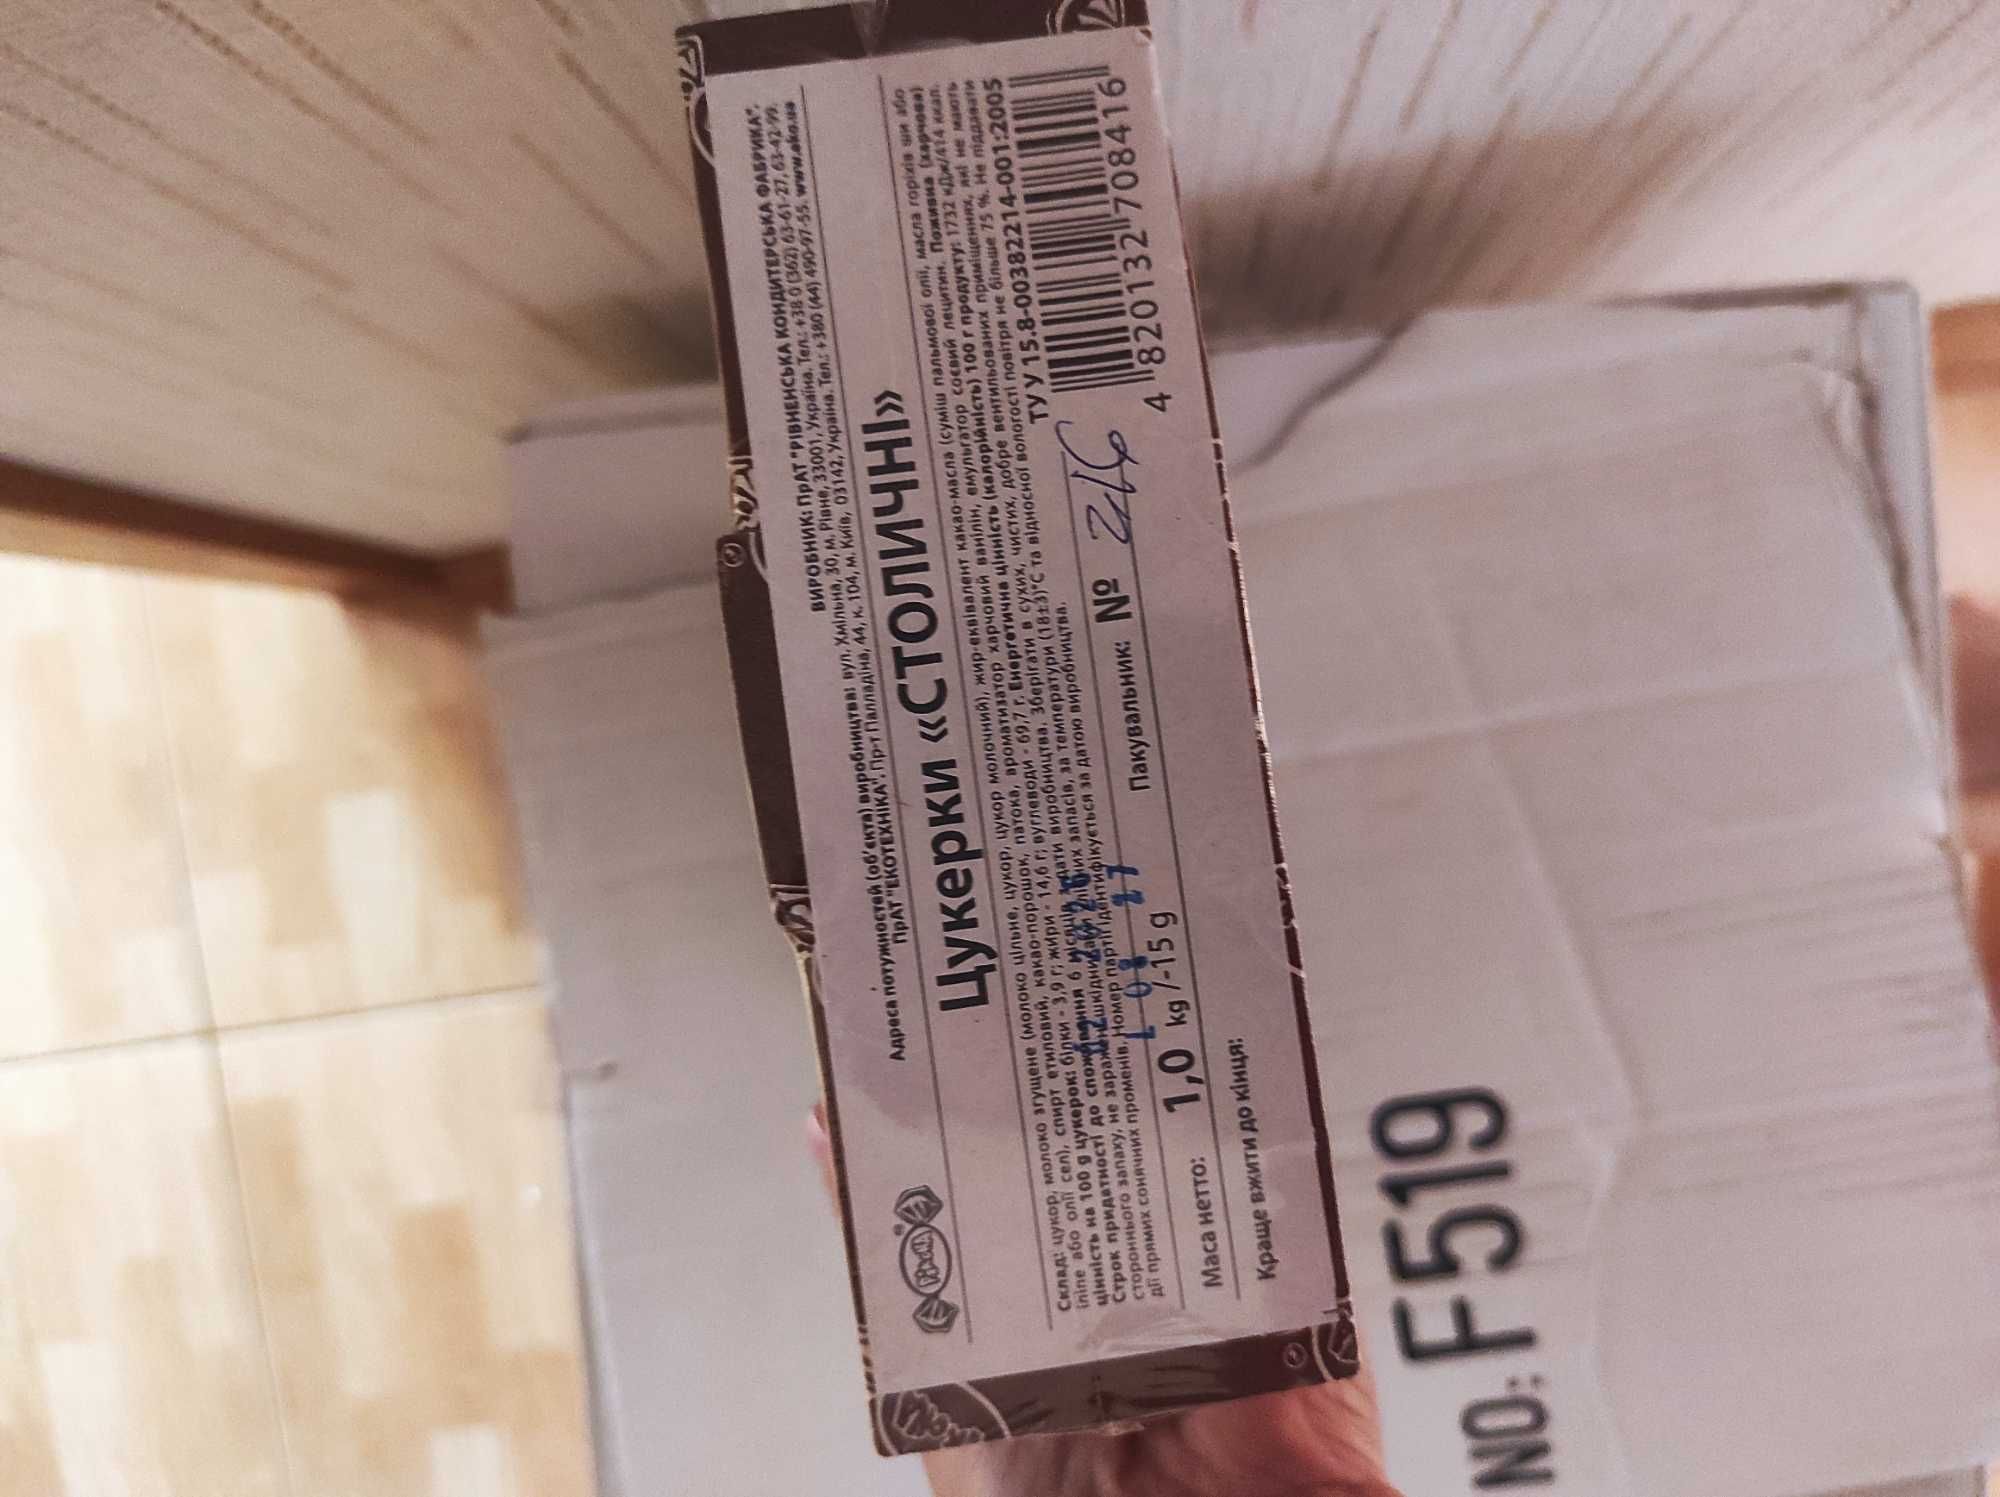 ВИРОБНИК: ПрАТ "РІВНЕНСЬКА КОНДИТЕРСЬКА ФАБРИКА",
Адреса потужностей (об'єкта) виробництва: вул. Хмільна, 30, м. Рівне, 33001, Україна. Тел.: +38 0 (362) 63-61-27, 63-42-99.
ПрАТ "ЕКОТЕХНІКА", Пр-т Палладіна, 44, к. 104, м. Київ, 03142, Україна. Тел.: +380 (44) 490-97-55. www.eko.ua
Рівень®
Цукерки «СТОЛИЧНІ»
Склад: цукор, молоко згущене (молоко цільне, цукор, цукор молочний), жир-еквівалент какао-масла (суміш пальмової олії, масла горіхів ши або
іліпе або олії сел), спирт етиловий, какао-порошок, патока, ароматизатор харчовий ванілін, емульгатор соєвий лецитин. Поживна (харчова)
цінність на 100 g цукерок: білки - 3,9 г; жири - 14,6 г; вуглеводи - 69,7 г. Енергетична цінність (калорійність) 100 г продукту: 1732 кДж/414 ккал.
Строк придатності до споживання 6 місяців з дати виробництва. Зберігати в сухих, чистих, добре вентильованих приміщеннях, які не мають
стороннього запаху, не заражених шкідниками хлібних запасів, за температури (18±3)°С та відносної вологості повітря не більше 75 %. Не піддавати
дії прямих сонячних променів. Номер партії ідентифікується за датою виробництва.
ТУ У 15.8-00382214-001:2005
Маса нетто: 1,0 kg /-15 g
Пакувальник: № 216
Краще вжити до кінця:
4 820132 708416
NO.: F519